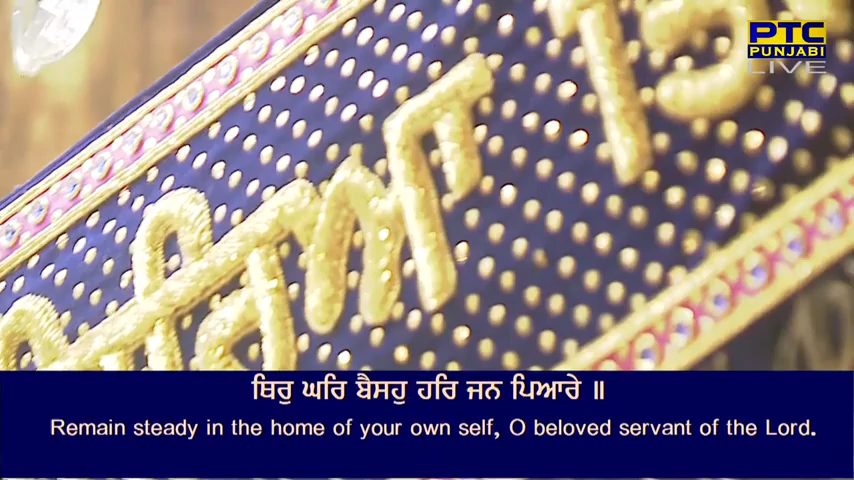 PTC
PUNJABI
LIVE
ਥਿਰੁ ਘਰਿ ਬੈਸਹੁ ਹਰਿ ਜਨ ਪਿਆਰੇ ॥
Remain steady in the home of your own self, O beloved servant of the Lord.